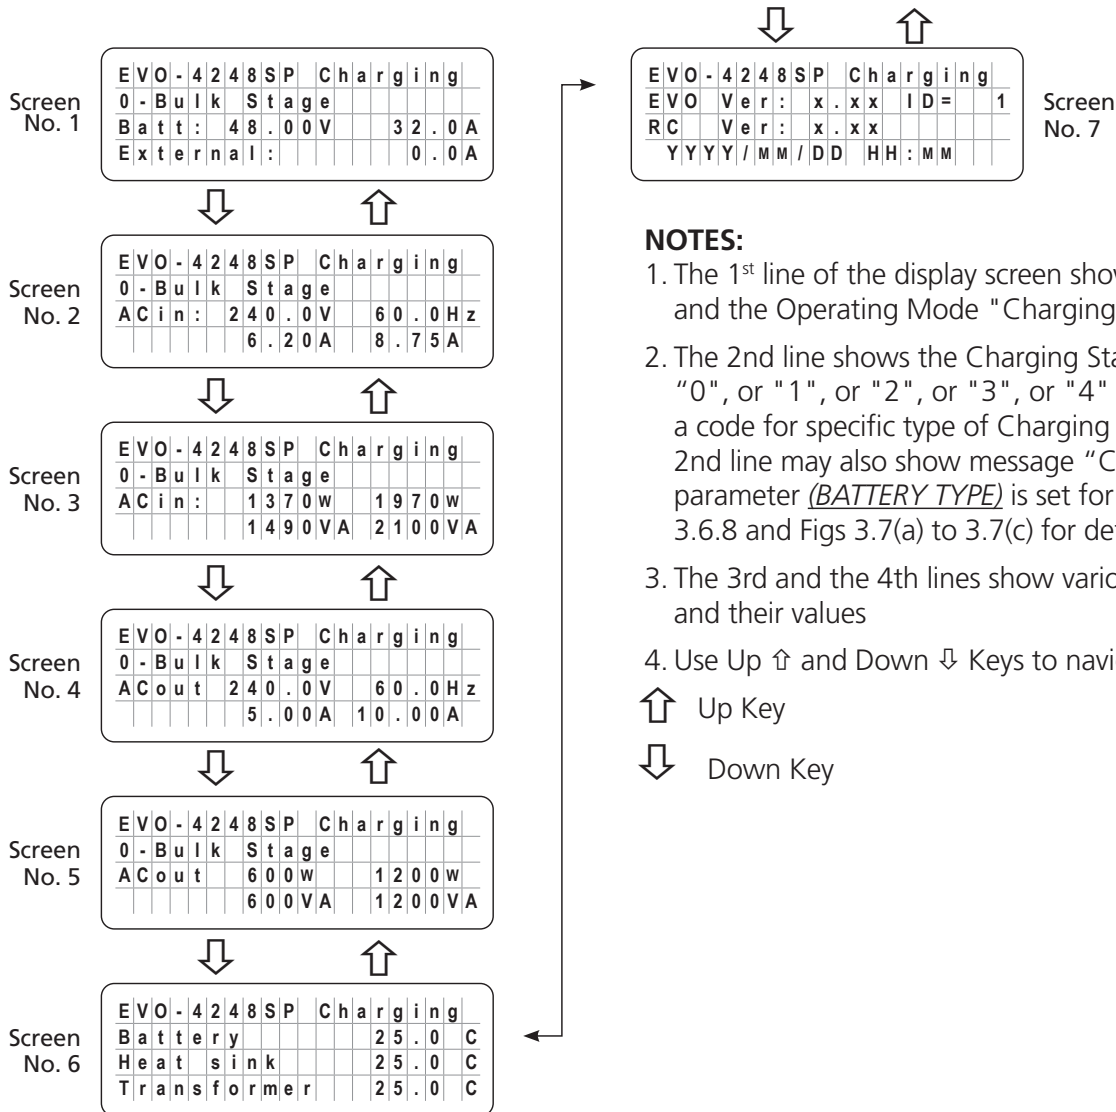 Screen
No. 1
EVO-4248SP Charging
0-Bulk Stage
Batt: 48.00V 32.0A
External: 0.0A
Screen
No. 2
EVO-4248SP Charging
0-Bulk Stage
ACin: 240.0V 60.0Hz
6.20A 8.75A
Screen
No. 3
EVO-4248SP Charging
0-Bulk Stage
ACin: 1370W 1970W
1490VA 2100VA
Screen
No. 4
EVO-4248SP Charging
0-Bulk Stage
ACout 240.0V 60.0Hz
5.00A 10.00A
Screen
No. 5
EVO-4248SP Charging
0-Bulk Stage
ACout 600W 1200W
600VA 1200VA
Screen
No. 6
EVO-4248SP Charging
Battery 25.0 C
Heat sink 25.0 C
Transformer 25.0 C
EVO-4248SP Charging
EVO Ver: x.xx ID= 1
RC Ver: x.xx
YYYY/MM/DD HH:MM
Screen
No. 7
NOTES:
1. The 1st line of the display screen
and the Operating Mode "Charging
2. The 2nd line shows the Charging
“0", or "1", or "2", or "3", or "4"
a code for specific type of Charging
2nd line may also show message
parameter (BATTERY TYPE) is set for
3.6.8 and Figs 3.7(a) to 3.7(c) for
3. The 3rd and the 4th lines show
and their values
4. Use Up ⇧ and Down ⇩ Keys to
⇧ Up Key
⇩ Down Key